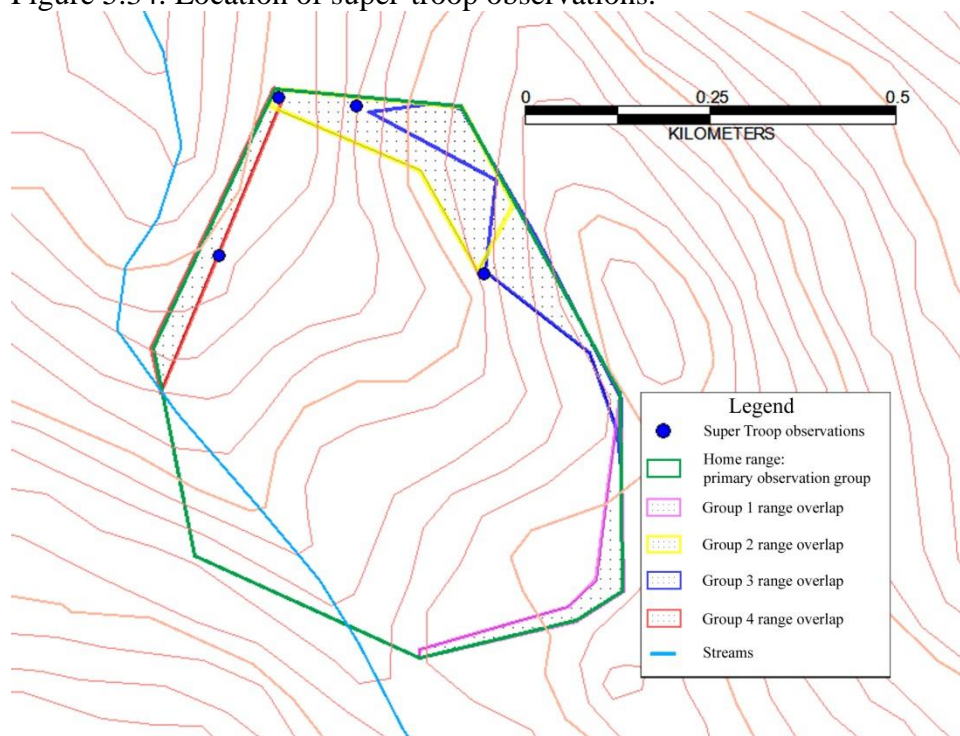 Figure 3.34. Location of super-troop observations.
0 0.25 0.5
KILOMETERS
Legend
Super Troop observations
Home range:
primary observation group
Group 1 range overlap
Group 2 range overlap
Group 3 range overlap
Group 4 range overlap
Streams